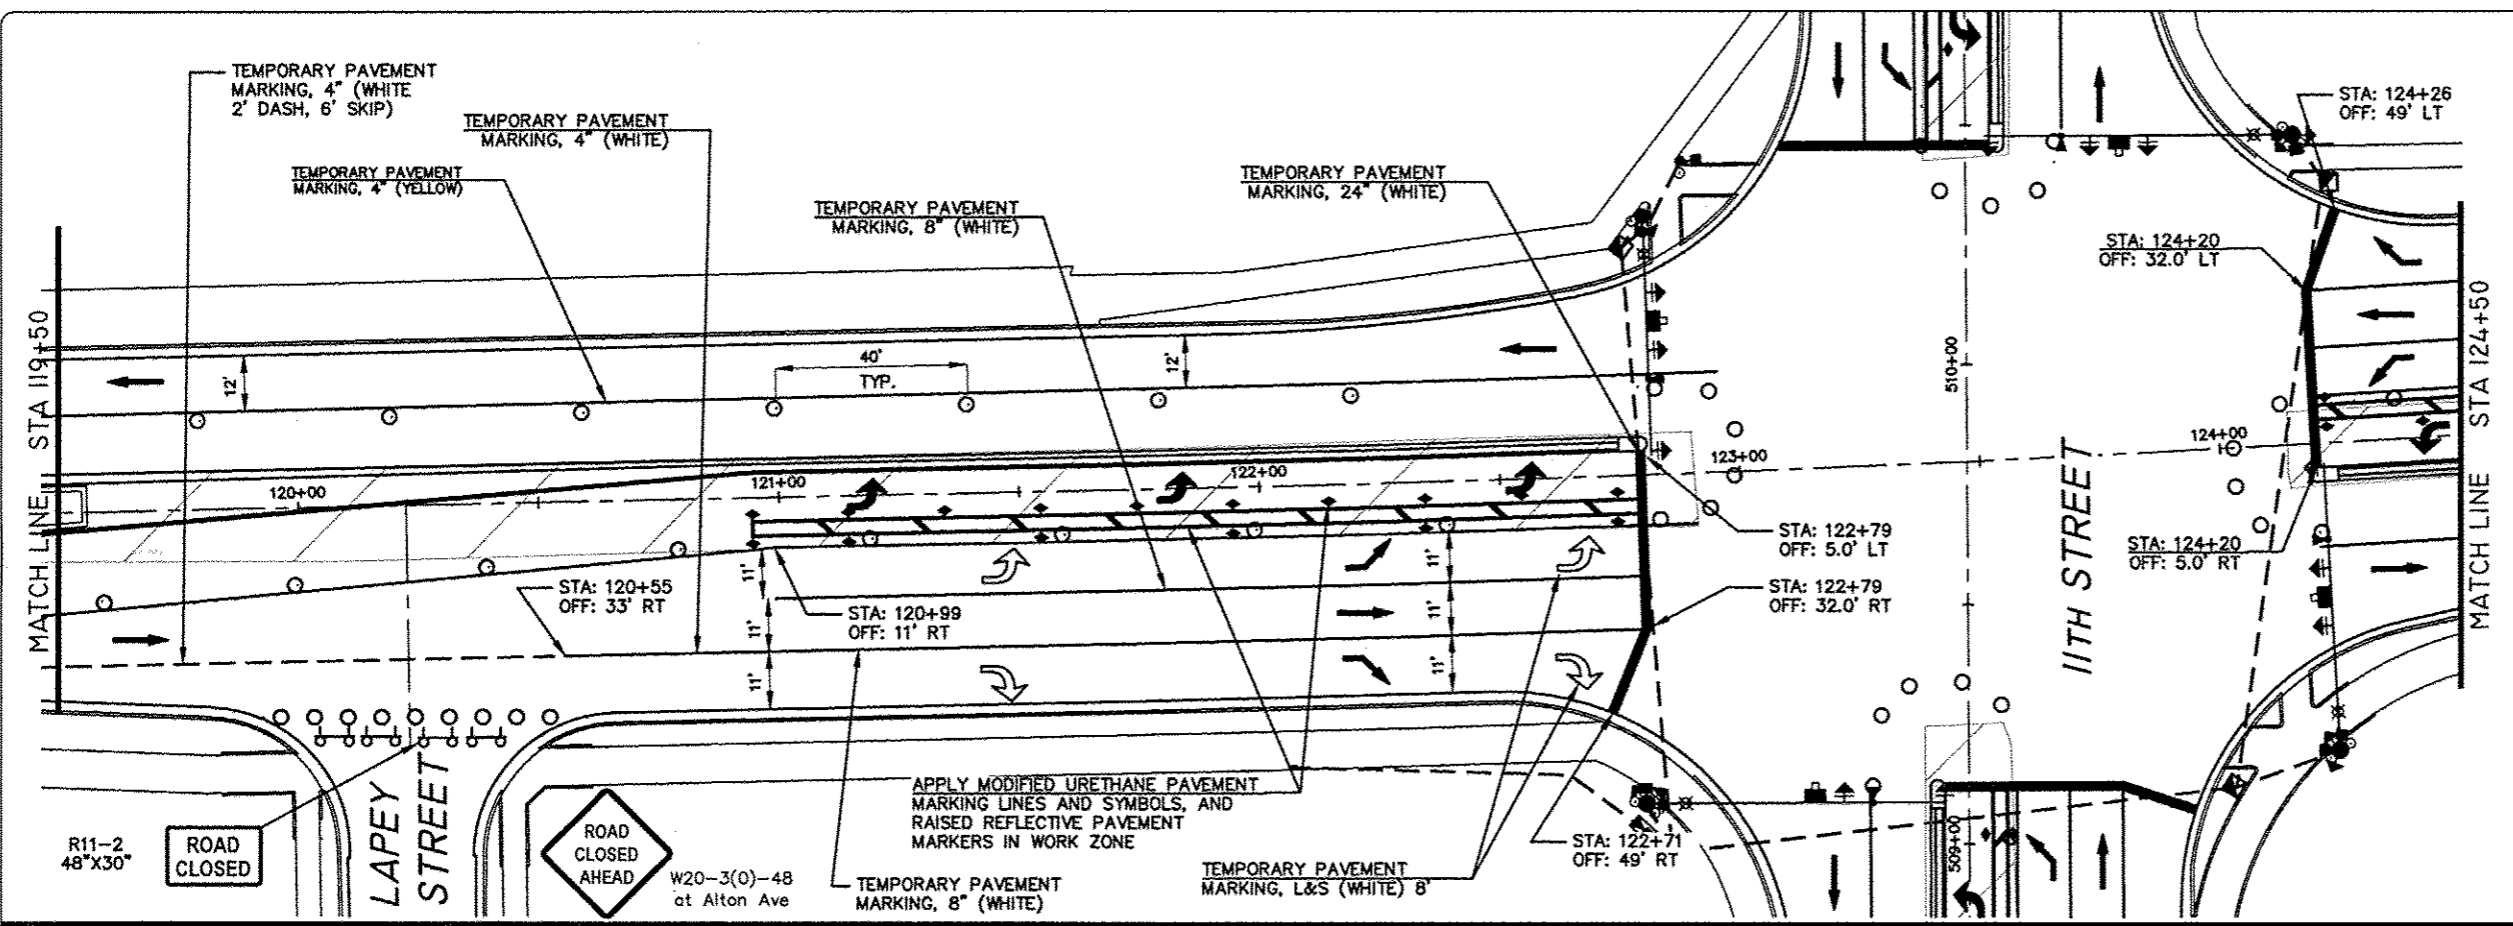 TEMPORARY PAVEMENT
MARKING, 4" (WHITE
2' DASH, 6' SKIP)
TEMPORARY PAVEMENT
MARKING, 4" (WHITE)
TEMPORARY PAVEMENT
MARKING, 4" (YELLOW)
TEMPORARY PAVEMENT
MARKING, 8" (WHITE)
TEMPORARY PAVEMENT
MARKING, 24" (WHITE)
STA: 124+26
OFF: 49' LT
STA: 124+20
OFF: 32.0' LT
MATCH LINE STA 119+50
12'
40'
TYP.
12'
510+00
MATCH LINE STA 124+50
120+00
121+00
122+00
123+00
124+00
11TH STREET
STA: 122+79
OFF: 5.0' LT
STA: 124+20
OFF: 5.0' RT
STA: 120+55
OFF: 33' RT
11'
11'
11'
STA: 120+99
OFF: 11' RT
11'
11'
11'
STA: 122+79
OFF: 32.0' RT
LAPEY
STREET
R11-2
48"X30"
ROAD
CLOSED
ROAD
CLOSED
AHEAD
W20-3(O)-48
at Alton Ave
APPLY MODIFIED URETHANE PAVEMENT
MARKING LINES AND SYMBOLS, AND
RAISED REFLECTIVE PAVEMENT
MARKERS IN WORK ZONE
TEMPORARY PAVEMENT
MARKING, 8" (WHITE)
TEMPORARY PAVEMENT
MARKING, L&S (WHITE) 8'
STA: 122+71
OFF: 49' RT
509+00